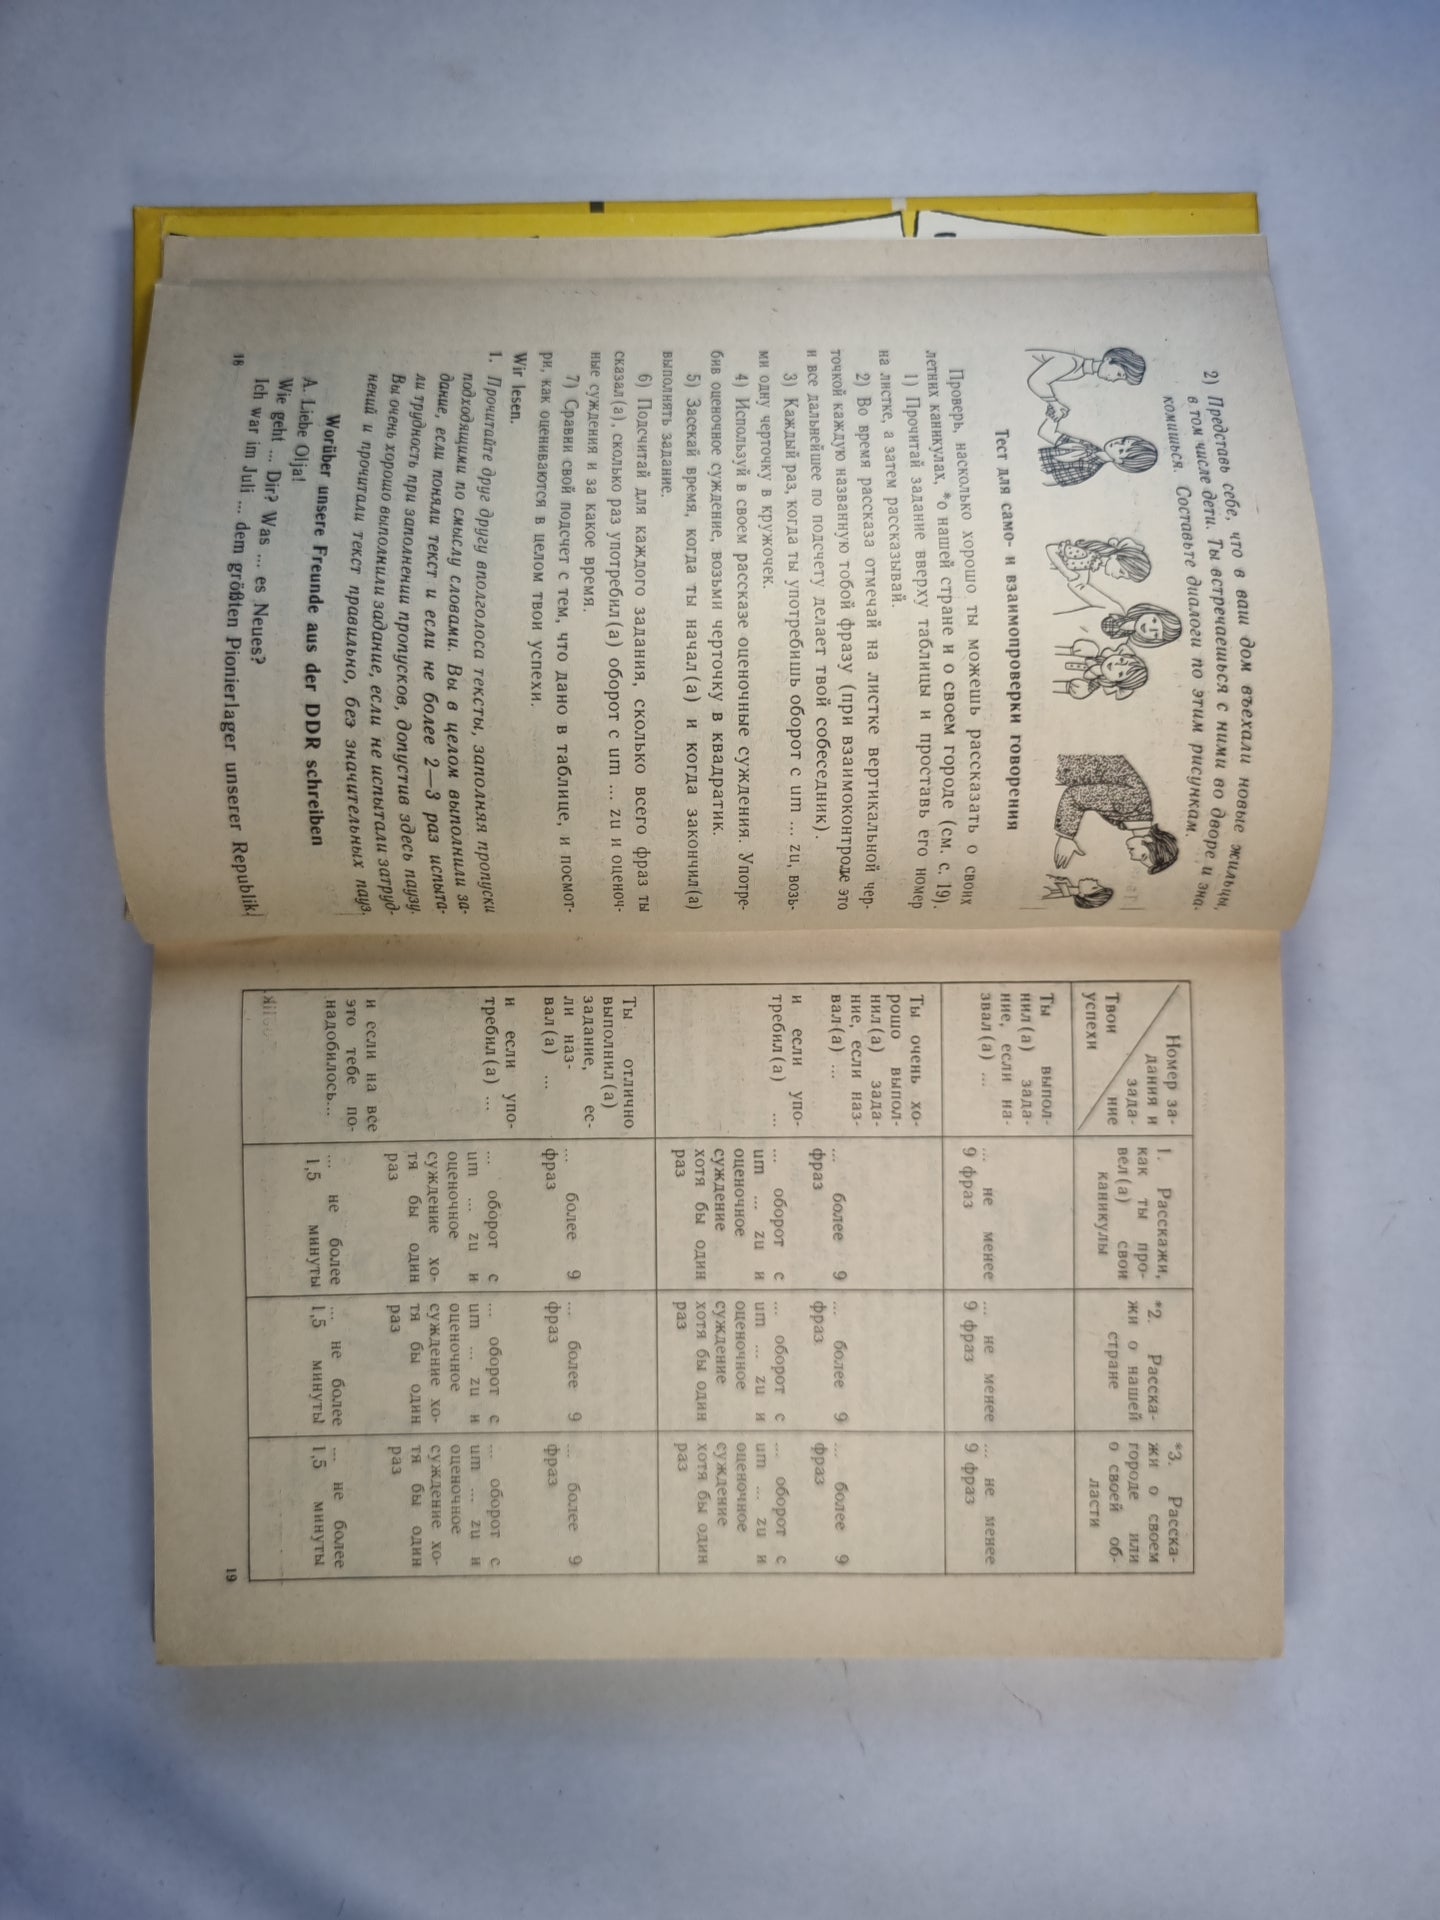 2) Представь себе, что в ваш дом въехали новые жильцы,
в том числе дети. Ты встречаешься с ними во дворе и зна-
комишься. Составьте диалоги по этим рисункам.
Тест для само- и взаимопроверки говорения
Проверь, насколько хорошо ты можешь рассказать о своих
летних каникулах, *о нашей стране и о своем городе (см. с. 19).
1) Прочитай задание вверху таблицы и проставь его номер
на листке, а затем рассказывай.
2) Во время рассказа отмечай на листке вертикальной чер-
точкой каждую названную тобой фразу (при взаимоконтроле это
и все дальнейшее по подсчету делает твой собеседник).
3) Каждый раз, когда ты употребишь оборот с um ... zu, возь-
ми одну черточку в кружочек.
4) Используй в своем рассказе оценочные суждения. Употре-
бив оценочное суждение, возьми черточку в квадратик.
5) Засекай время, когда ты начал(а) и когда закончил(а)
выполнять задание.
6) Подсчитай для каждого задания, сколько всего фраз ты
сказал(а), сколько раз употребил(а) оборот с um ... zu и оценоч-
ные суждения и за какое время.
7) Сравни свой подсчет с тем, что дано в таблице, и посмот-
ри, как оцениваются в целом твои успехи.
Wir lesen.
1. Прочитайте друг другу вполголоса тексты, заполняя пропуски
подходящими по смыслу словами. Вы в целом выполнили за-
дание, если поняли текст и если не более 2—3 раз испыта-
ли трудность при заполнении пропусков, допустив здесь паузу.
Вы очень хорошо выполнили задание, если не испытали затруд-
нений и прочитали текст правильно, без значительных пауз.
Worüber unsere Freunde aus der DDR schreiben
A. Liebe Olja!
Wie geht ... Dir? Was ... es Neues?
Ich war im Juli ... dem größten Pionierlager unserer Republik
18
Номер за-
дания и
зада-
ние
Твои
успехи
1. Расскажи,
как ты про-
вел(а) свои
каникулы
*2. Расска-
жи о нашей
стране
*3. Расска-
жи о своем
городе или
о своей об-
ласти
Ты выпол-
нил(а) зада-
ние, если на-
звал(а) ...
... не менее
9 фраз
... не менее
9 фраз
... не менее
9 фраз
Ты очень хо-
рошо выпол-
нил(а) зада-
ние, если наз-
вал(а) ...
... более 9
фраз
... более 9
фраз
... более 9
фраз
и если упо-
требил(а) ...
... оборот с
um ... zu и
оценочное
суждение
хотя бы один
раз
... оборот с
um ... zu и
оценочное
суждение
хотя бы один
раз
... оборот с
um ... zu и
оценочное
суждение
хотя бы один
раз
Ты отлично
выполнил(а)
задание, ес-
ли наз-
вал(а) ...
... более 9
фраз
... более 9
фраз
... более 9
фраз
и если упо-
требил(а) ...
... оборот с
um ... zu и
оценочное
суждение хо-
тя бы один
раз
... оборот с
um ... zu и
оценочное
суждение хо-
тя бы один
раз
... оборот с
um ... zu и
оценочное
суждение хо-
тя бы один
раз
и если на все
это тебе по-
надобилось...
... не более
1,5 минуты
... не более
1,5 минуты
... не более
1,5 минуты
19